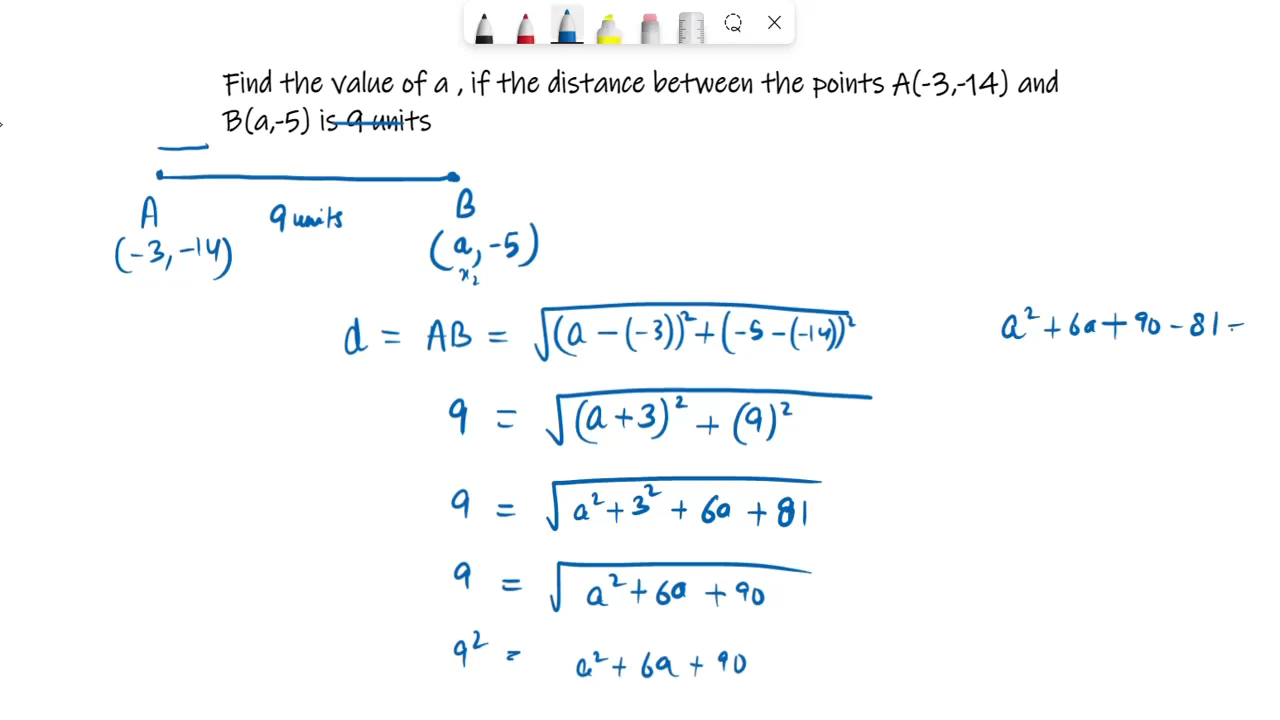 Find the value of a , if the distance between the points A(-3,-14) and
B(a,-5) is 9 units
A 9 units B
(-3, -14) (a, -5)
x₂
d = AB = √(a - (-3))² + (-5 - (-14))²
a² + 6a + 90 - 81 =
9 = √(a + 3)² + (9)²
9 = √a² + 3² + 6a + 81
9 = √a² + 6a + 90
9² = a² + 6a + 90